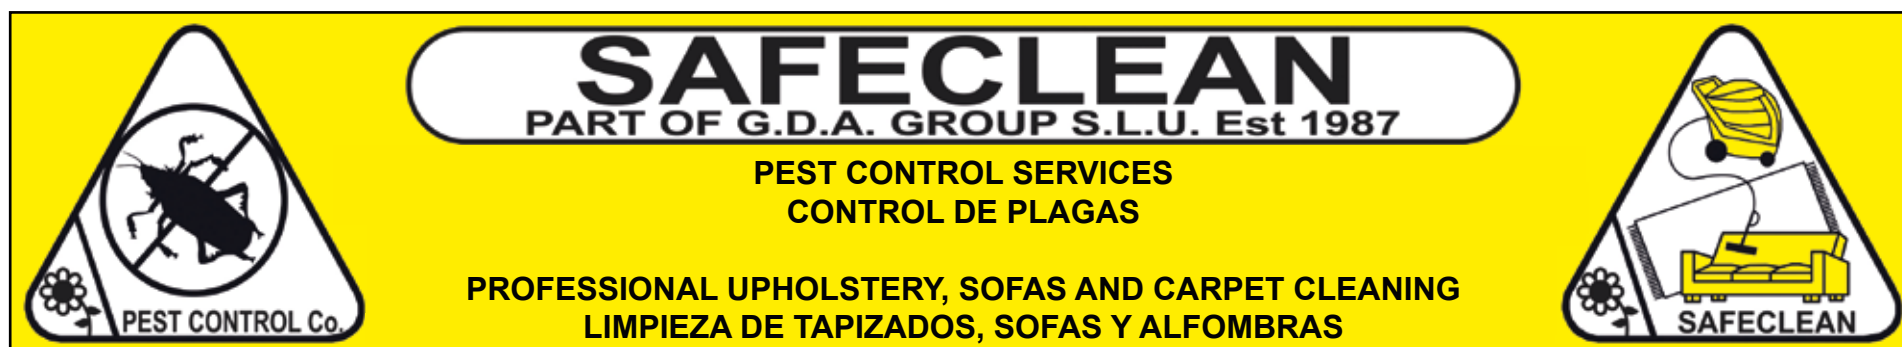 SAFECLEAN
PART OF G.D.A. GROUP S.L.U. Est 1987
PEST CONTROL SERVICES
CONTROL DE PLAGAS
PROFESSIONAL UPHOLSTERY, SOFAS AND CARPET CLEANING
LIMPIEZA DE TAPIZADOS, SOFAS Y ALFOMBRAS
PEST CONTROL Co.
SAFECLEAN